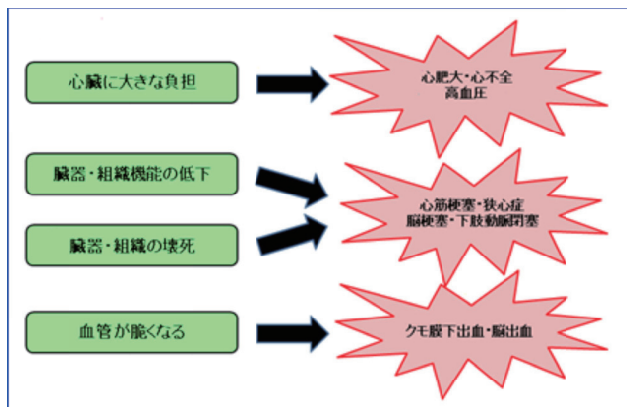 心臓に大きな負担
心肥大・心不全
高血圧
臓器・組織機能の低下
臓器・組織の壊死
心筋梗塞・狭心症
脳梗塞・下肢動脈閉塞
血管が脆くなる
クモ膜下出血・脳出血